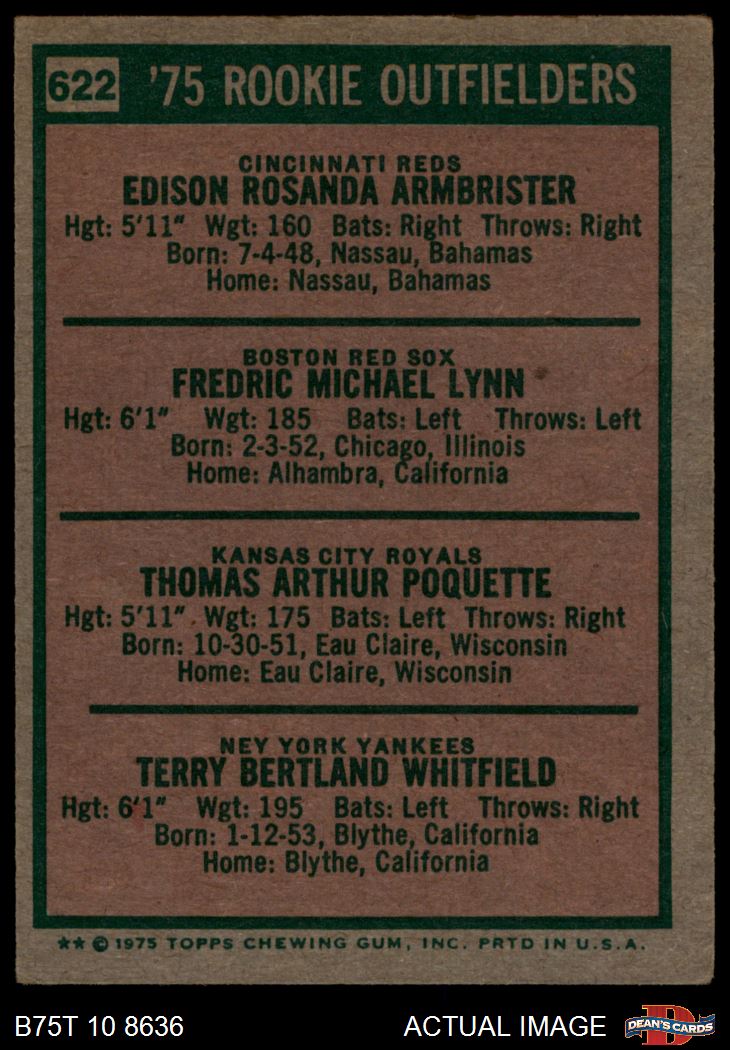 622 '75 ROOKIE OUTFIELDERS
CINCINNATI REDS
EDISON ROSANDA ARMBRISTER
Hgt: 5'11" Wgt: 160 Bats: Right Throws: Right
Born: 7-4-48, Nassau, Bahamas
Home: Nassau, Bahamas
BOSTON RED SOX
FREDRIC MICHAEL LYNN
Hgt: 6'1" Wgt: 185 Bats: Left Throws: Left
Born: 2-3-52, Chicago, Illinois
Home: Alhambra, California
KANSAS CITY ROYALS
THOMAS ARTHUR POQUETTE
Hgt: 5'11" Wgt: 175 Bats: Left Throws: Right
Born: 10-30-51, Eau Claire, Wisconsin
Home: Eau Claire, Wisconsin
NEY YORK YANKEES
TERRY BERTLAND WHITFIELD
Hgt: 6'1" Wgt: 195 Bats: Left Throws: Right
Born: 1-12-53, Blythe, California
Home: Blythe, California
★★ © 1975 TOPPS CHEWING GUM, INC. PRTD IN U.S.A.
B75T 10 8636 ACTUAL IMAGE D DEAN'S CARDS